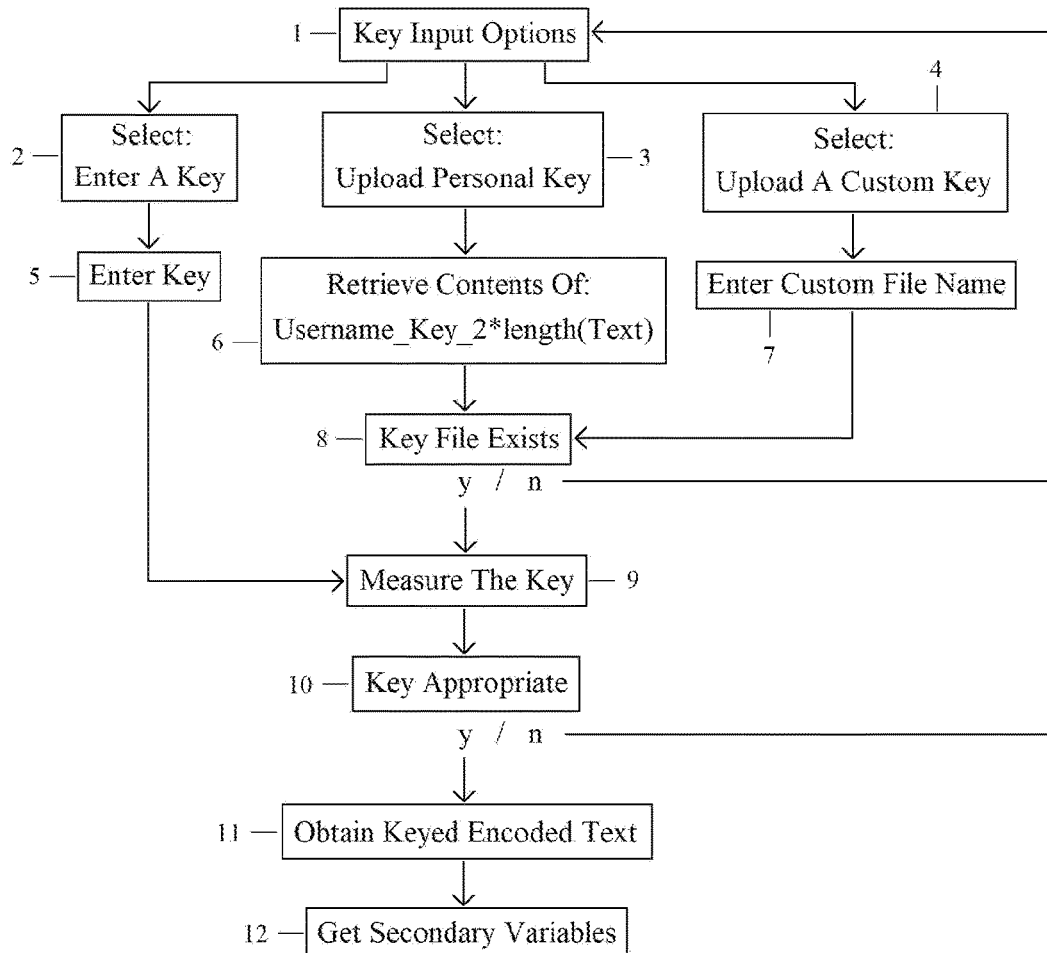 1
Key Input Options
4
2
Select:
Enter A Key
Select:
Upload Personal Key
3
Select:
Upload A Custom Key
5
Enter Key
Retrieve Contents Of:
Username_Key_2*length(Text)
6
Enter Custom File Name
7
8
Key File Exists
y / n
Measure The Key
9
10
Key Appropriate
y / n
11
Obtain Keyed Encoded Text
12
Get Secondary Variables